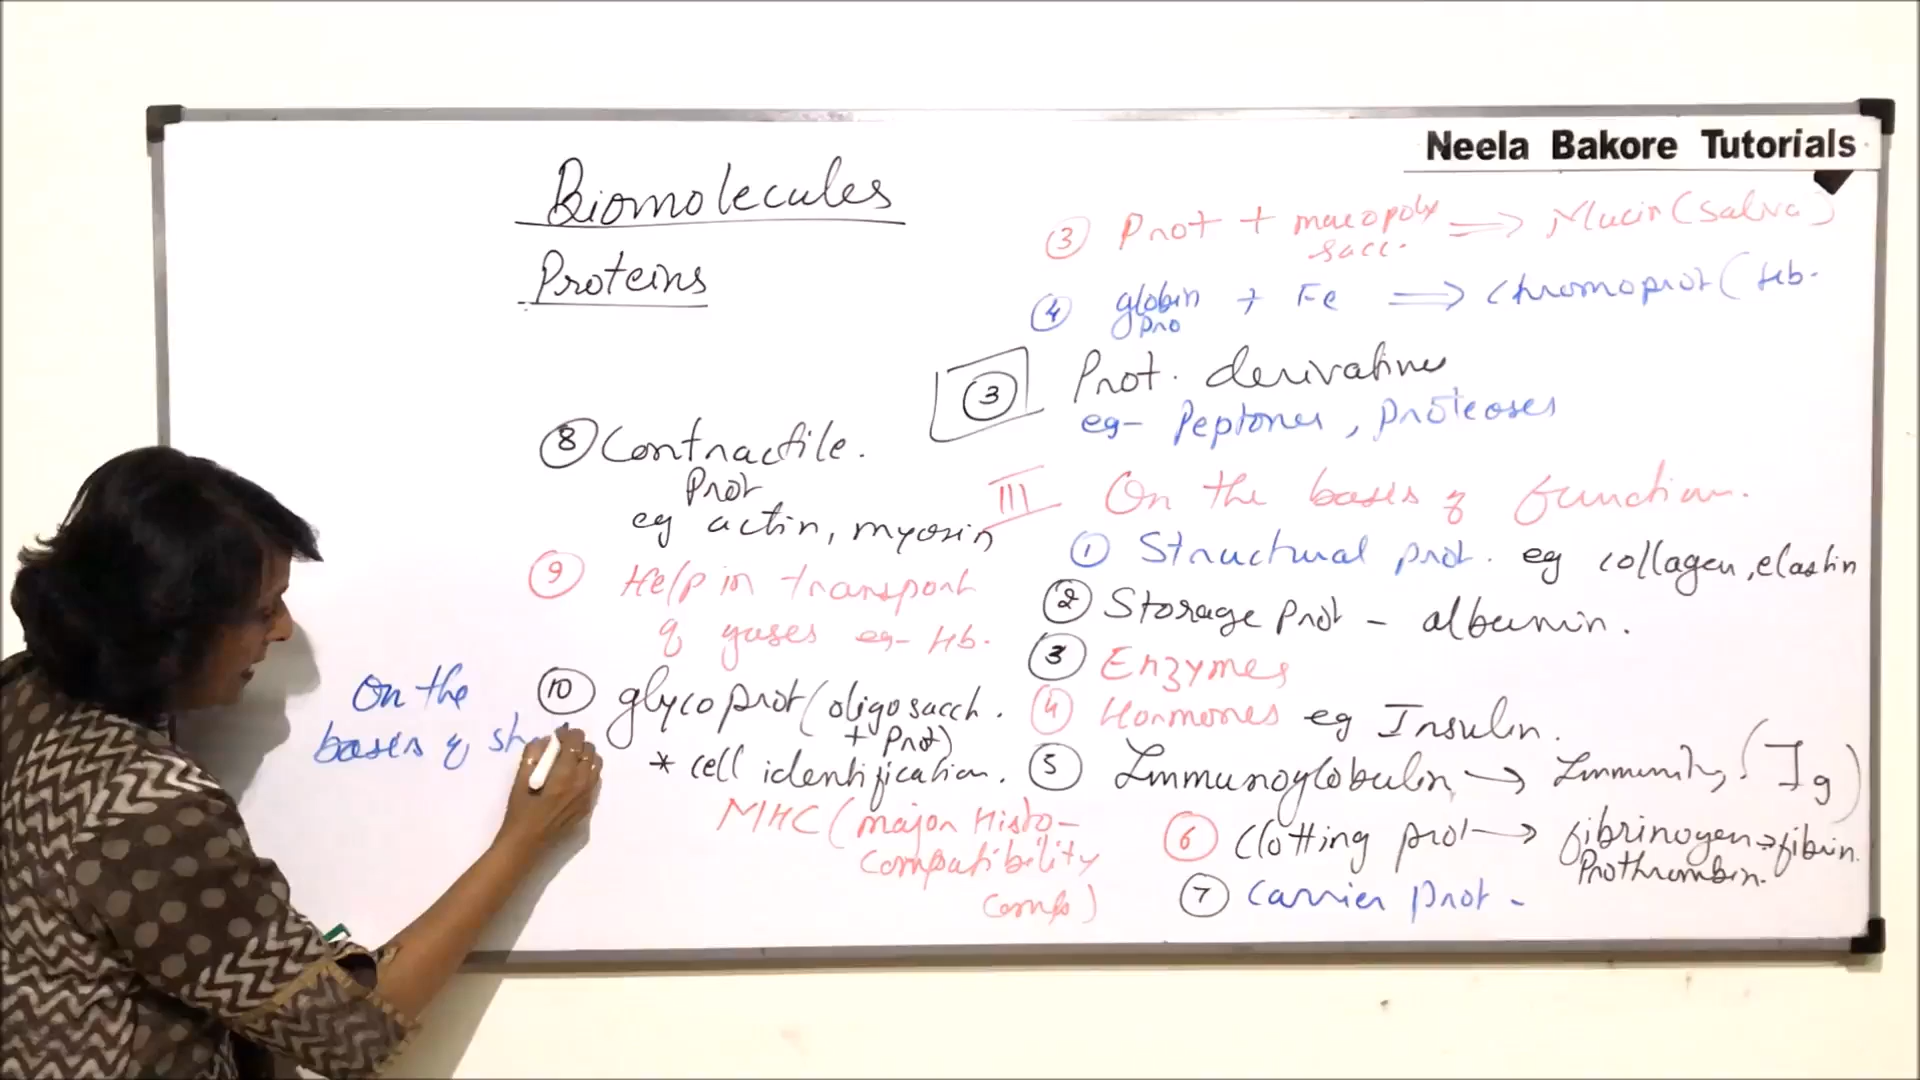 Neela Bakore Tutorials
Biomolecules
Proteins
③ Prot + mucopoly
sacc.
⟹ Mucin (saliva)
④ globin + Fe ⟹ chromoprot (Hb.
pro
③ Prot. derivatives
eg- Peptones, Proteoses
III On the basis of function.
① Structural prot. eg collagen, elastin
② Storage prot - albumin.
③ Enzymes
④ Hormones eg Insulin.
⑤ Immunoglobulin → Immunity (Ig)
⑥ Clotting prot → fibrinogen → fibrin.
Prothrombin.
⑦ Carrier prot -
⑧ Contractile.
Prot
eg actin, myosin
⑨ Help in transport
of gases eg- Hb.
⑩ glycoprot (oligosacch.
+ Prot)
* cell identification.
MHC (major Histo-
compatibility
comp)
On the
basis of